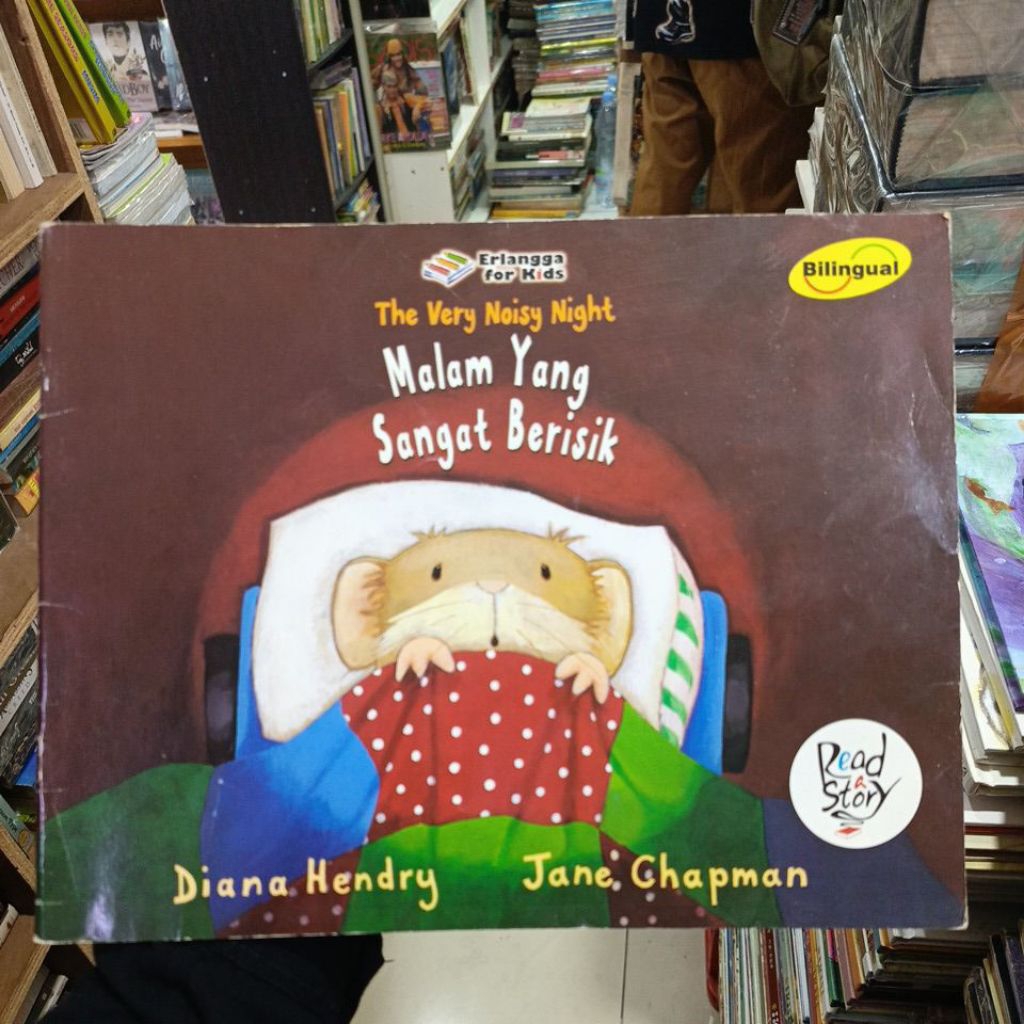 Erlangga
for Kids
Bilingual
The Very Noisy Night
Malam Yang
Sangat Berisik
Read
a
Story
Diana Hendry
Jane Chapman